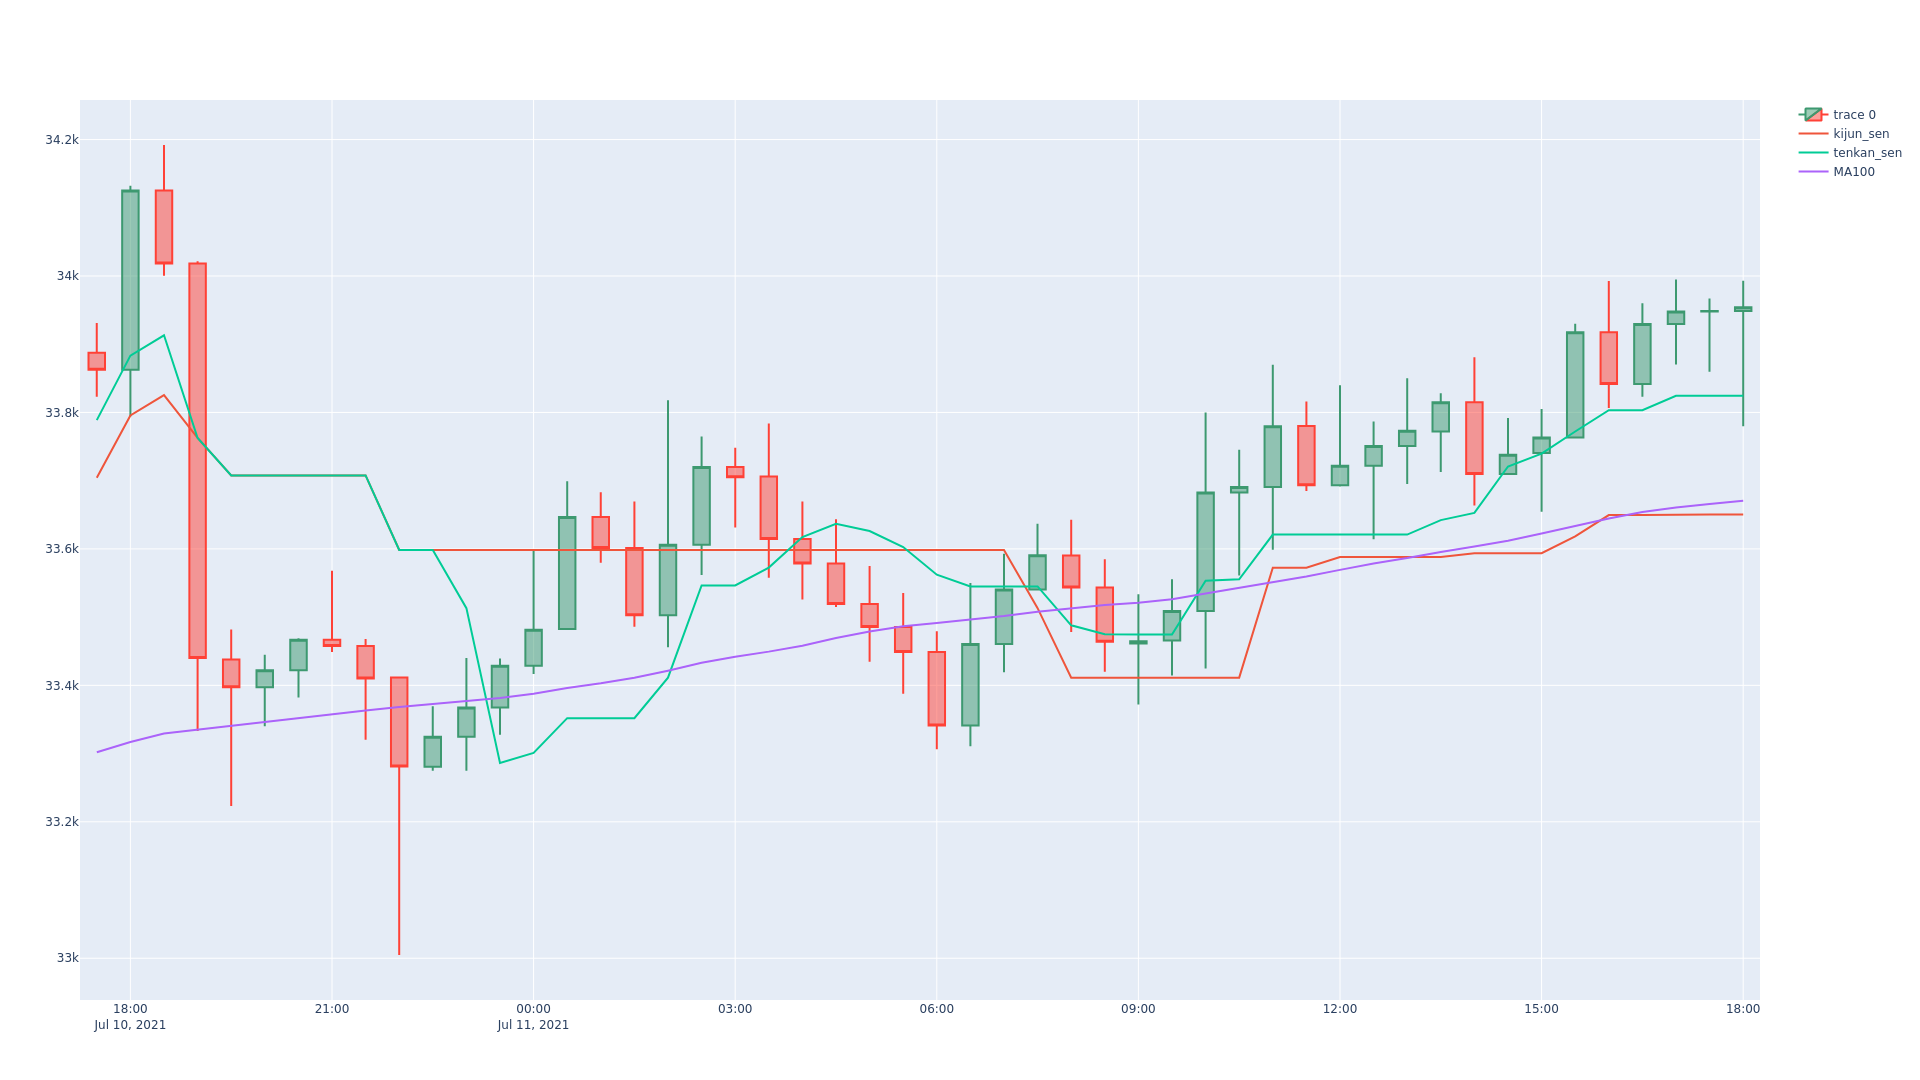 34.2k
34k
33.8k
33.6k
33.4k
33.2k
33k
18:00 21:00 00:00 03:00 06:00 09:00 12:00 15:00 18:00
Jul 10, 2021 Jul 11, 2021
trace 0
kijun_sen
tenkan_sen
MA100